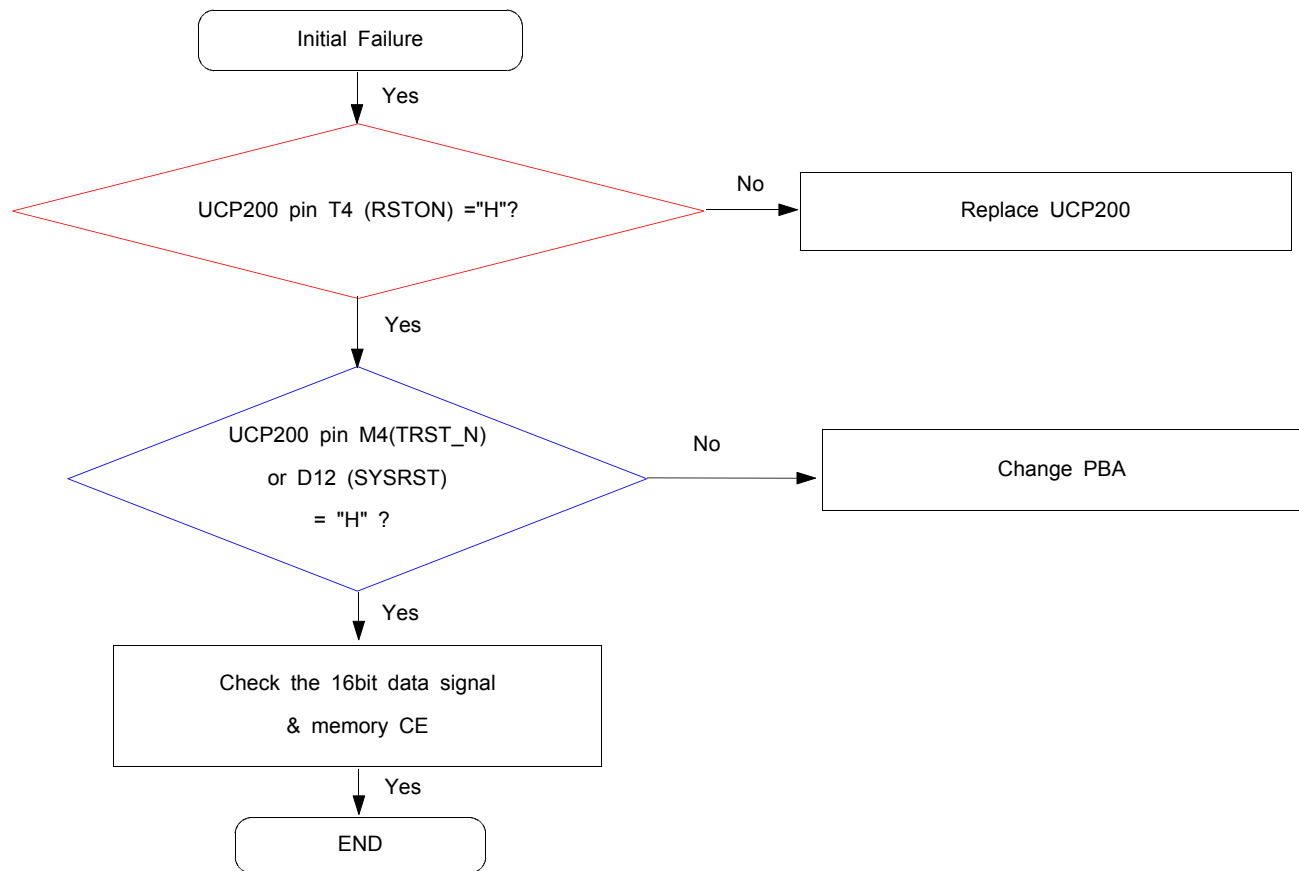 Initial Failure
Yes
UCP200 pin T4 (RSTON) ="H"?
No
Replace UCP200
Yes
UCP200 pin M4(TRST_N)
or D12 (SYSRST)
= "H" ?
No
Change PBA
Yes
Check the 16bit data signal
& memory CE
Yes
END